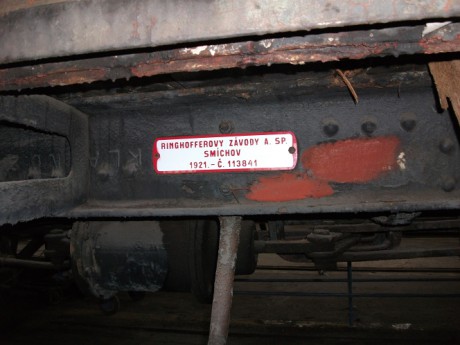 RINGHOFFEROVY ZÁVODY A. SP.
SMÍCHOV
1921.- Č. 113841